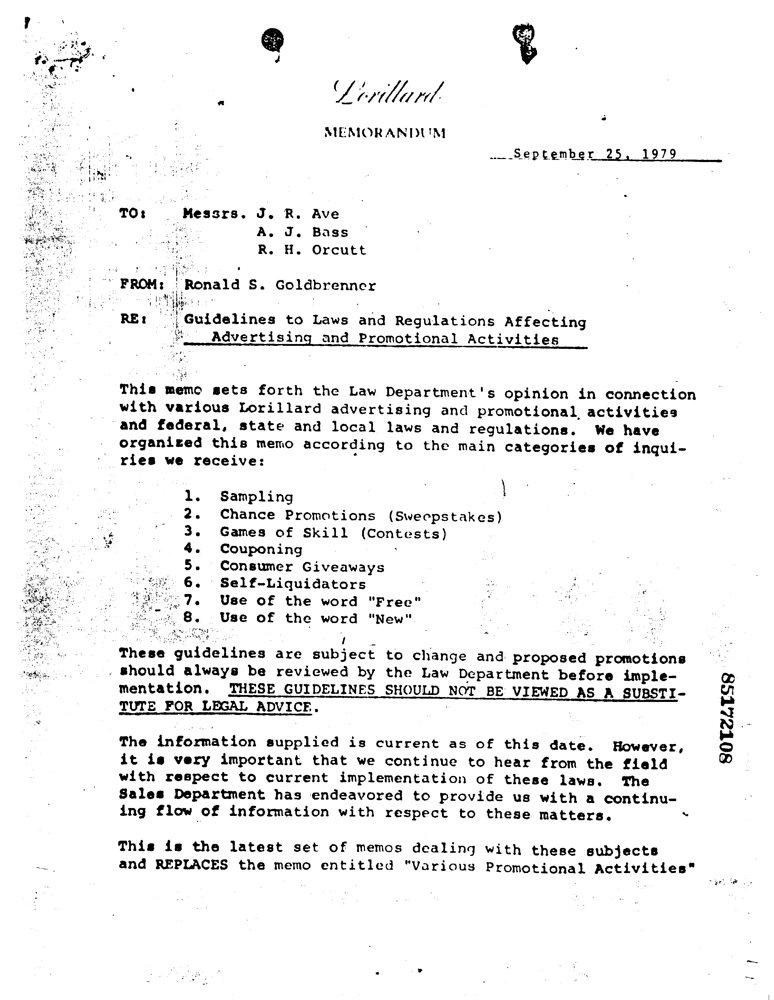 Lorillard
MEMORANDUM
September 25, 1979
TO: Messrs. J. R. Ave
A. J. Bass
R. H. Orcutt
FROM: Ronald S. Goldbrenner
RE: Guidelines to Laws and Regulations Affecting
Advertising and Promotional Activities
This memo sets forth the Law Department's opinion in connection
with various Lorillard advertising and promotional activities
and federal, state and local laws and regulations. We have
organized this memo according to the main categories of inqui-
ries we receive:
1. Sampling
2. Chance Promotions (Sweepstakes)
3. Games of Skill (Contests)
4. Couponing
5. Consumer Giveaways
6. Self-Liquidators
7. Use of the word "Free"
8. Use of the word "New"
These guidelines are subject to change and proposed promotions
should always be reviewed by the Law Department before imple-
mentation. THESE GUIDELINES SHOULD NOT BE VIEWED AS A SUBSTI-
TUTE FOR LEGAL ADVICE.
The information supplied is current as of this date. However,
it is very important that we continue to hear from the field
with respect to current implementation of these laws. The
Sales Department has endeavored to provide us with a continu-
ing flow of information with respect to these matters.
This is the latest set of memos dealing with these subjects
and REPLACES the memo entitled "Various Promotional Activities"
85172108